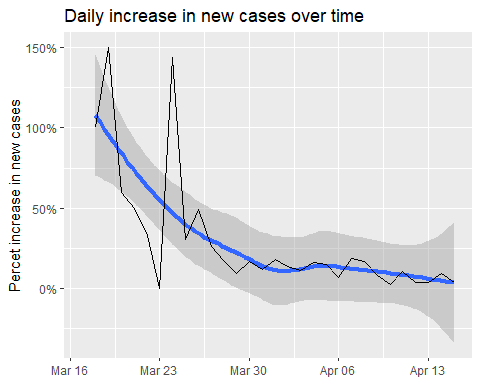 Daily increase in new cases over time
Percet increase in new cases
150%
100%
50%
0%
Mar 16 Mar 23 Mar 30 Apr 06 Apr 13